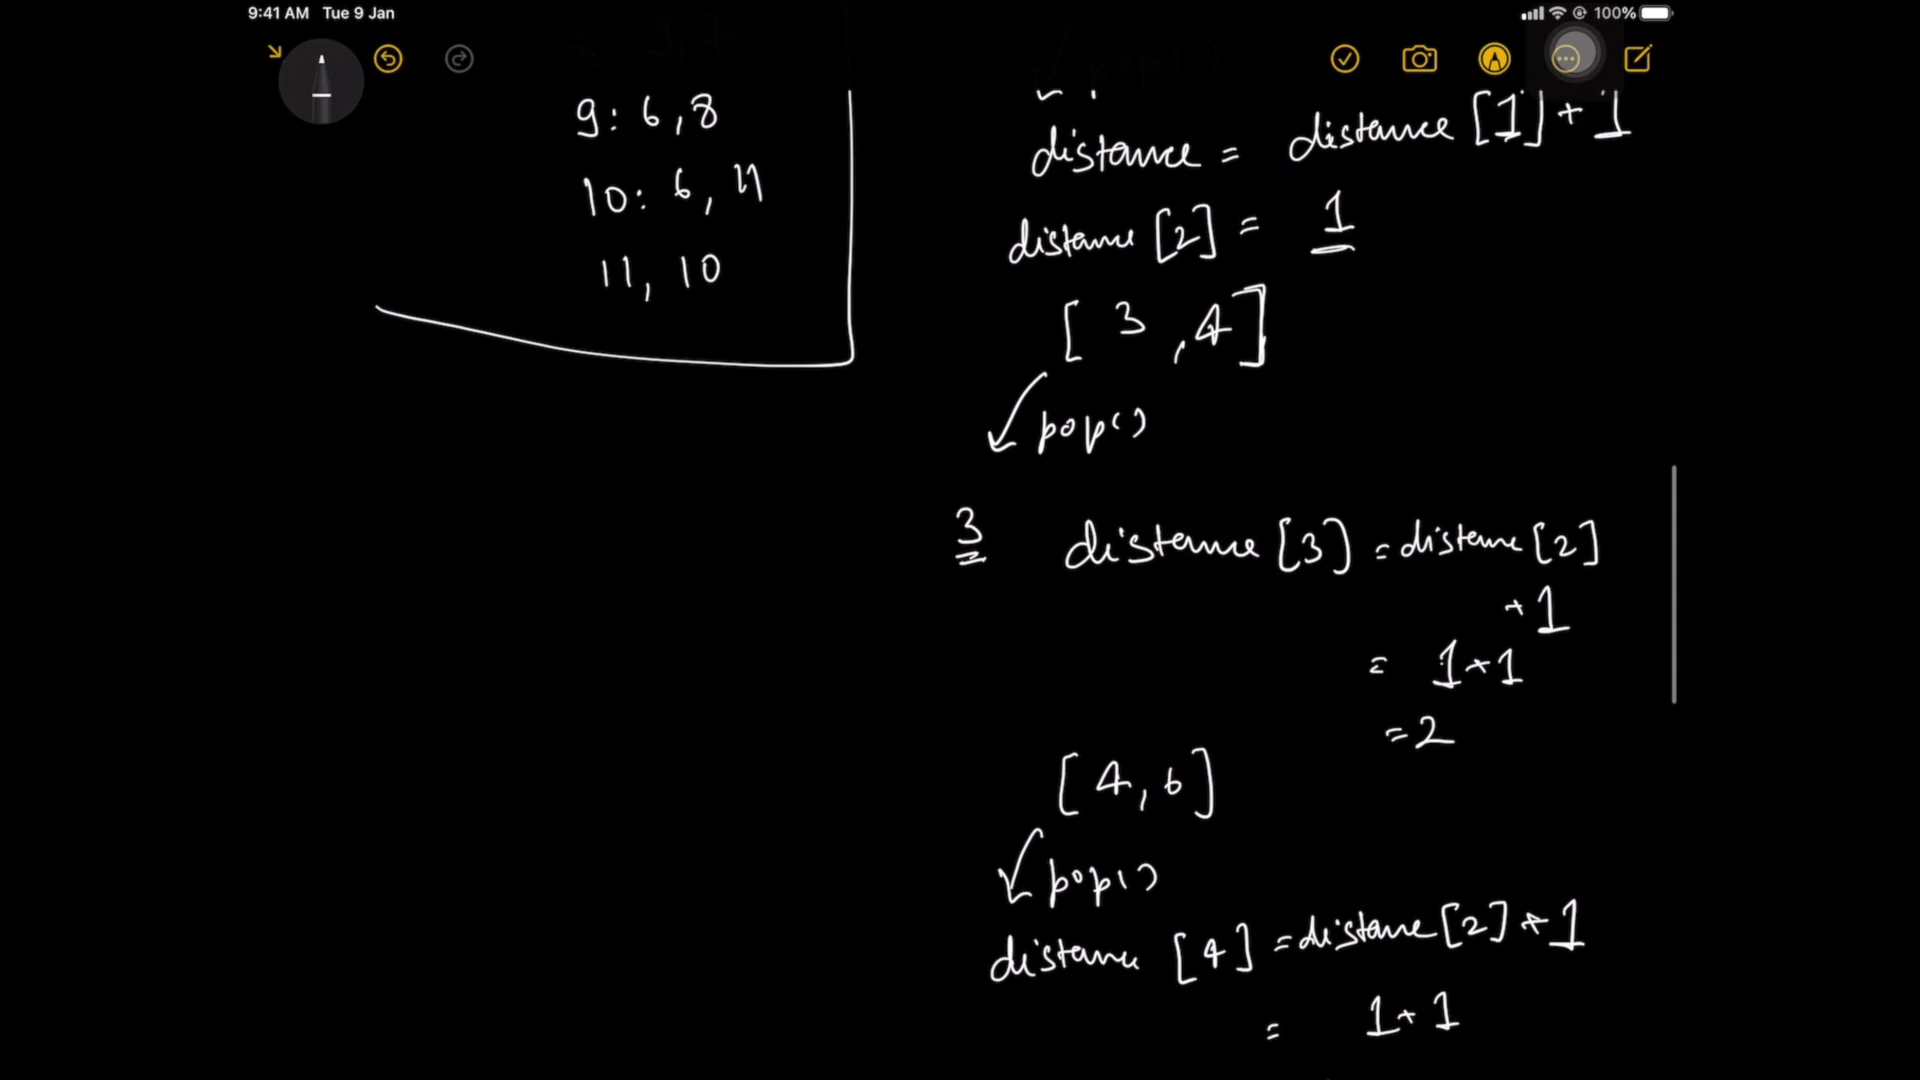 9:41 AM Tue 9 Jan
100%
9: 6, 8
10: 6, 11
11, 10
distance = distance [1] + 1
distance [2] = 1
[3, 4]
pop()
3 distance [3] = distance [2]
+ 1
= 1 + 1
= 2
[4, 6]
pop()
distance [4] = distance [2] + 1
= 1 + 1